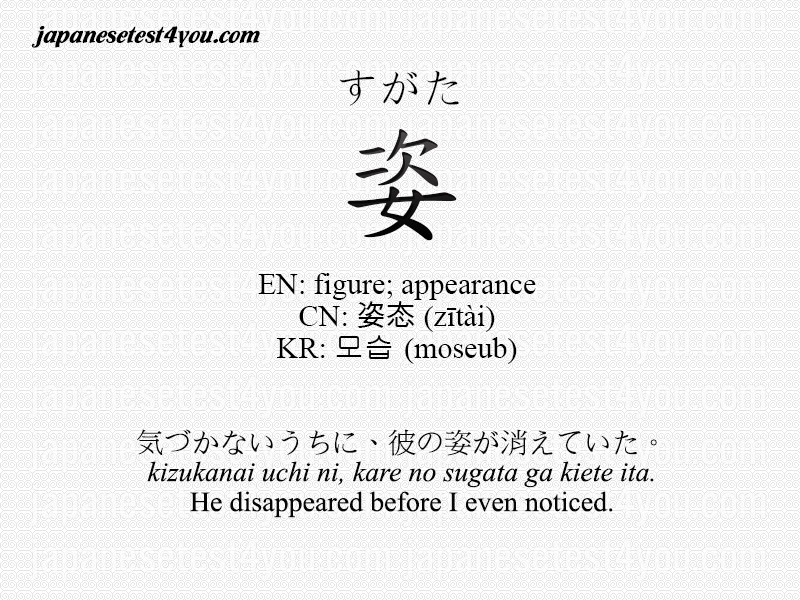 japanesetest4you.com
すがた
姿
EN: figure; appearance
CN: 姿态 (zītài)
KR: 모습 (moseub)
気づかないうちに、彼の姿が消えていた。
kizukanai uchi ni, kare no sugata ga kiete ita.
He disappeared before I even noticed.